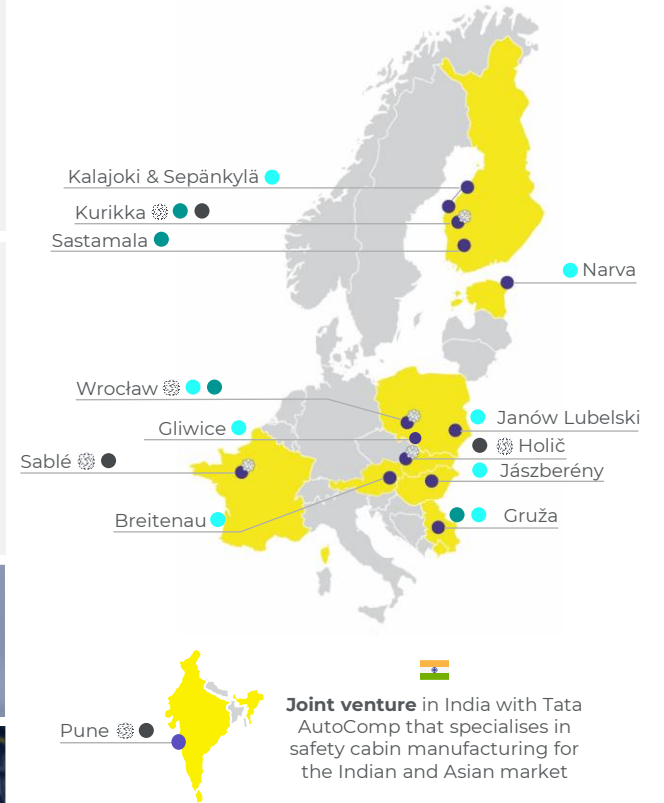 Kalajoki & Sepänkylä
Kurikka
Sastamala
Narva
Wrocław
Janów Lubelski
Gliwice
Holič
Sablé
Jászberény
Breitenau
Gruža
Joint venture in India with Tata
AutoComp that specialises in
safety cabin manufacturing for
the Indian and Asian market
Pune